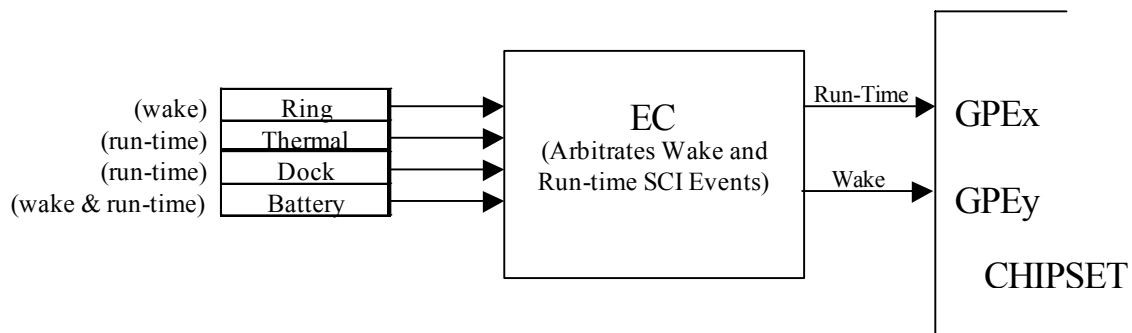 (wake) Ring
(run-time) Thermal
(run-time) Dock
(wake & run-time) Battery
EC
(Arbitrates Wake and
Run-time SCI Events)
Run-Time
Wake
GPEx
GPEy
CHIPSET